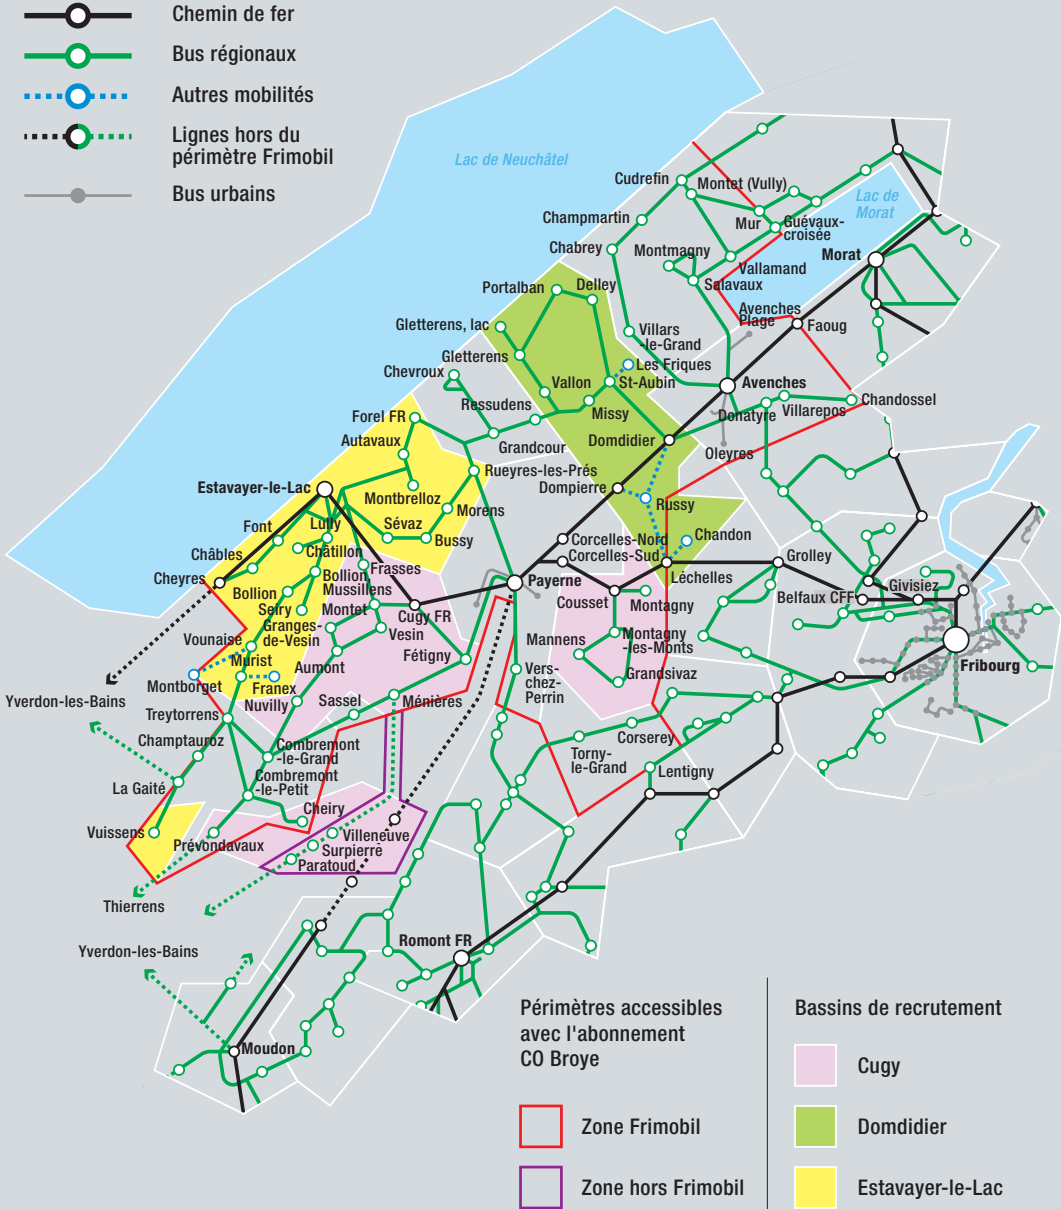 Chemin de fer
Bus régionaux
Autres mobilités
Lignes hors du
périmètre Frimobil
Bus urbains
Lac de Neuchâtel
Lac de
Morat
Cudrefin
Montet (Vully)
Champmartin
Mur
Guévaux-
croisée
Chabrey
Montmagny
Morat
Vallamand
Salavaux
Portalban
Delley
Avenches
Plage
Faoug
Gletterens, lac
Villars
-le-Grand
Gletterens
Les Friques
Chevroux
Vallon
St-Aubin
Avenches
Ressudens
Missy
Donatyre
Villarepos
Chandossel
Forel FR
Autavaux
Grandcour
Domdidier
Oleyres
Rueyres-les-Prés
Estavayer-le-Lac
Montbrelloz
Dompierre
Russy
Morens
Font
Lully
Sévaz
Bussy
Chandon
Châbles
Châtillon
Corcelles-Nord
Corcelles-Sud
Grolley
Cheyres
Frasses
Bollion
Mussillens
Payerne
Léchelles
Givisiez
Bollion
Seiry
Montet
Cugy FR
Cousset
Montagny
Belfaux CFF
Granges-
de-Vesin
Vesin
Vounaise
Mannens
Montagny
-les-Monts
Murist
Aumont
Fétigny
Fribourg
Montborget
Franex
Vers-
chez-
Perrin
Grandsivaz
Yverdon-les-Bains
Nuvilly
Sassel
Ménières
Treytorrens
Corserey
Champtauroz
Combremont
-le-Grand
Torny-
le-Grand
Lentigny
La Gaité
Combremont
-le-Petit
Cheiry
Vuissens
Prévondavaux
Villeneuve
Surpierre
Paratoud
Thierrens
Yverdon-les-Bains
Romont FR
Moudon
Périmètres accessibles
avec l'abonnement
CO Broye
Zone Frimobil
Zone hors Frimobil
Bassins de recrutement
Cugy
Domdidier
Estavayer-le-Lac